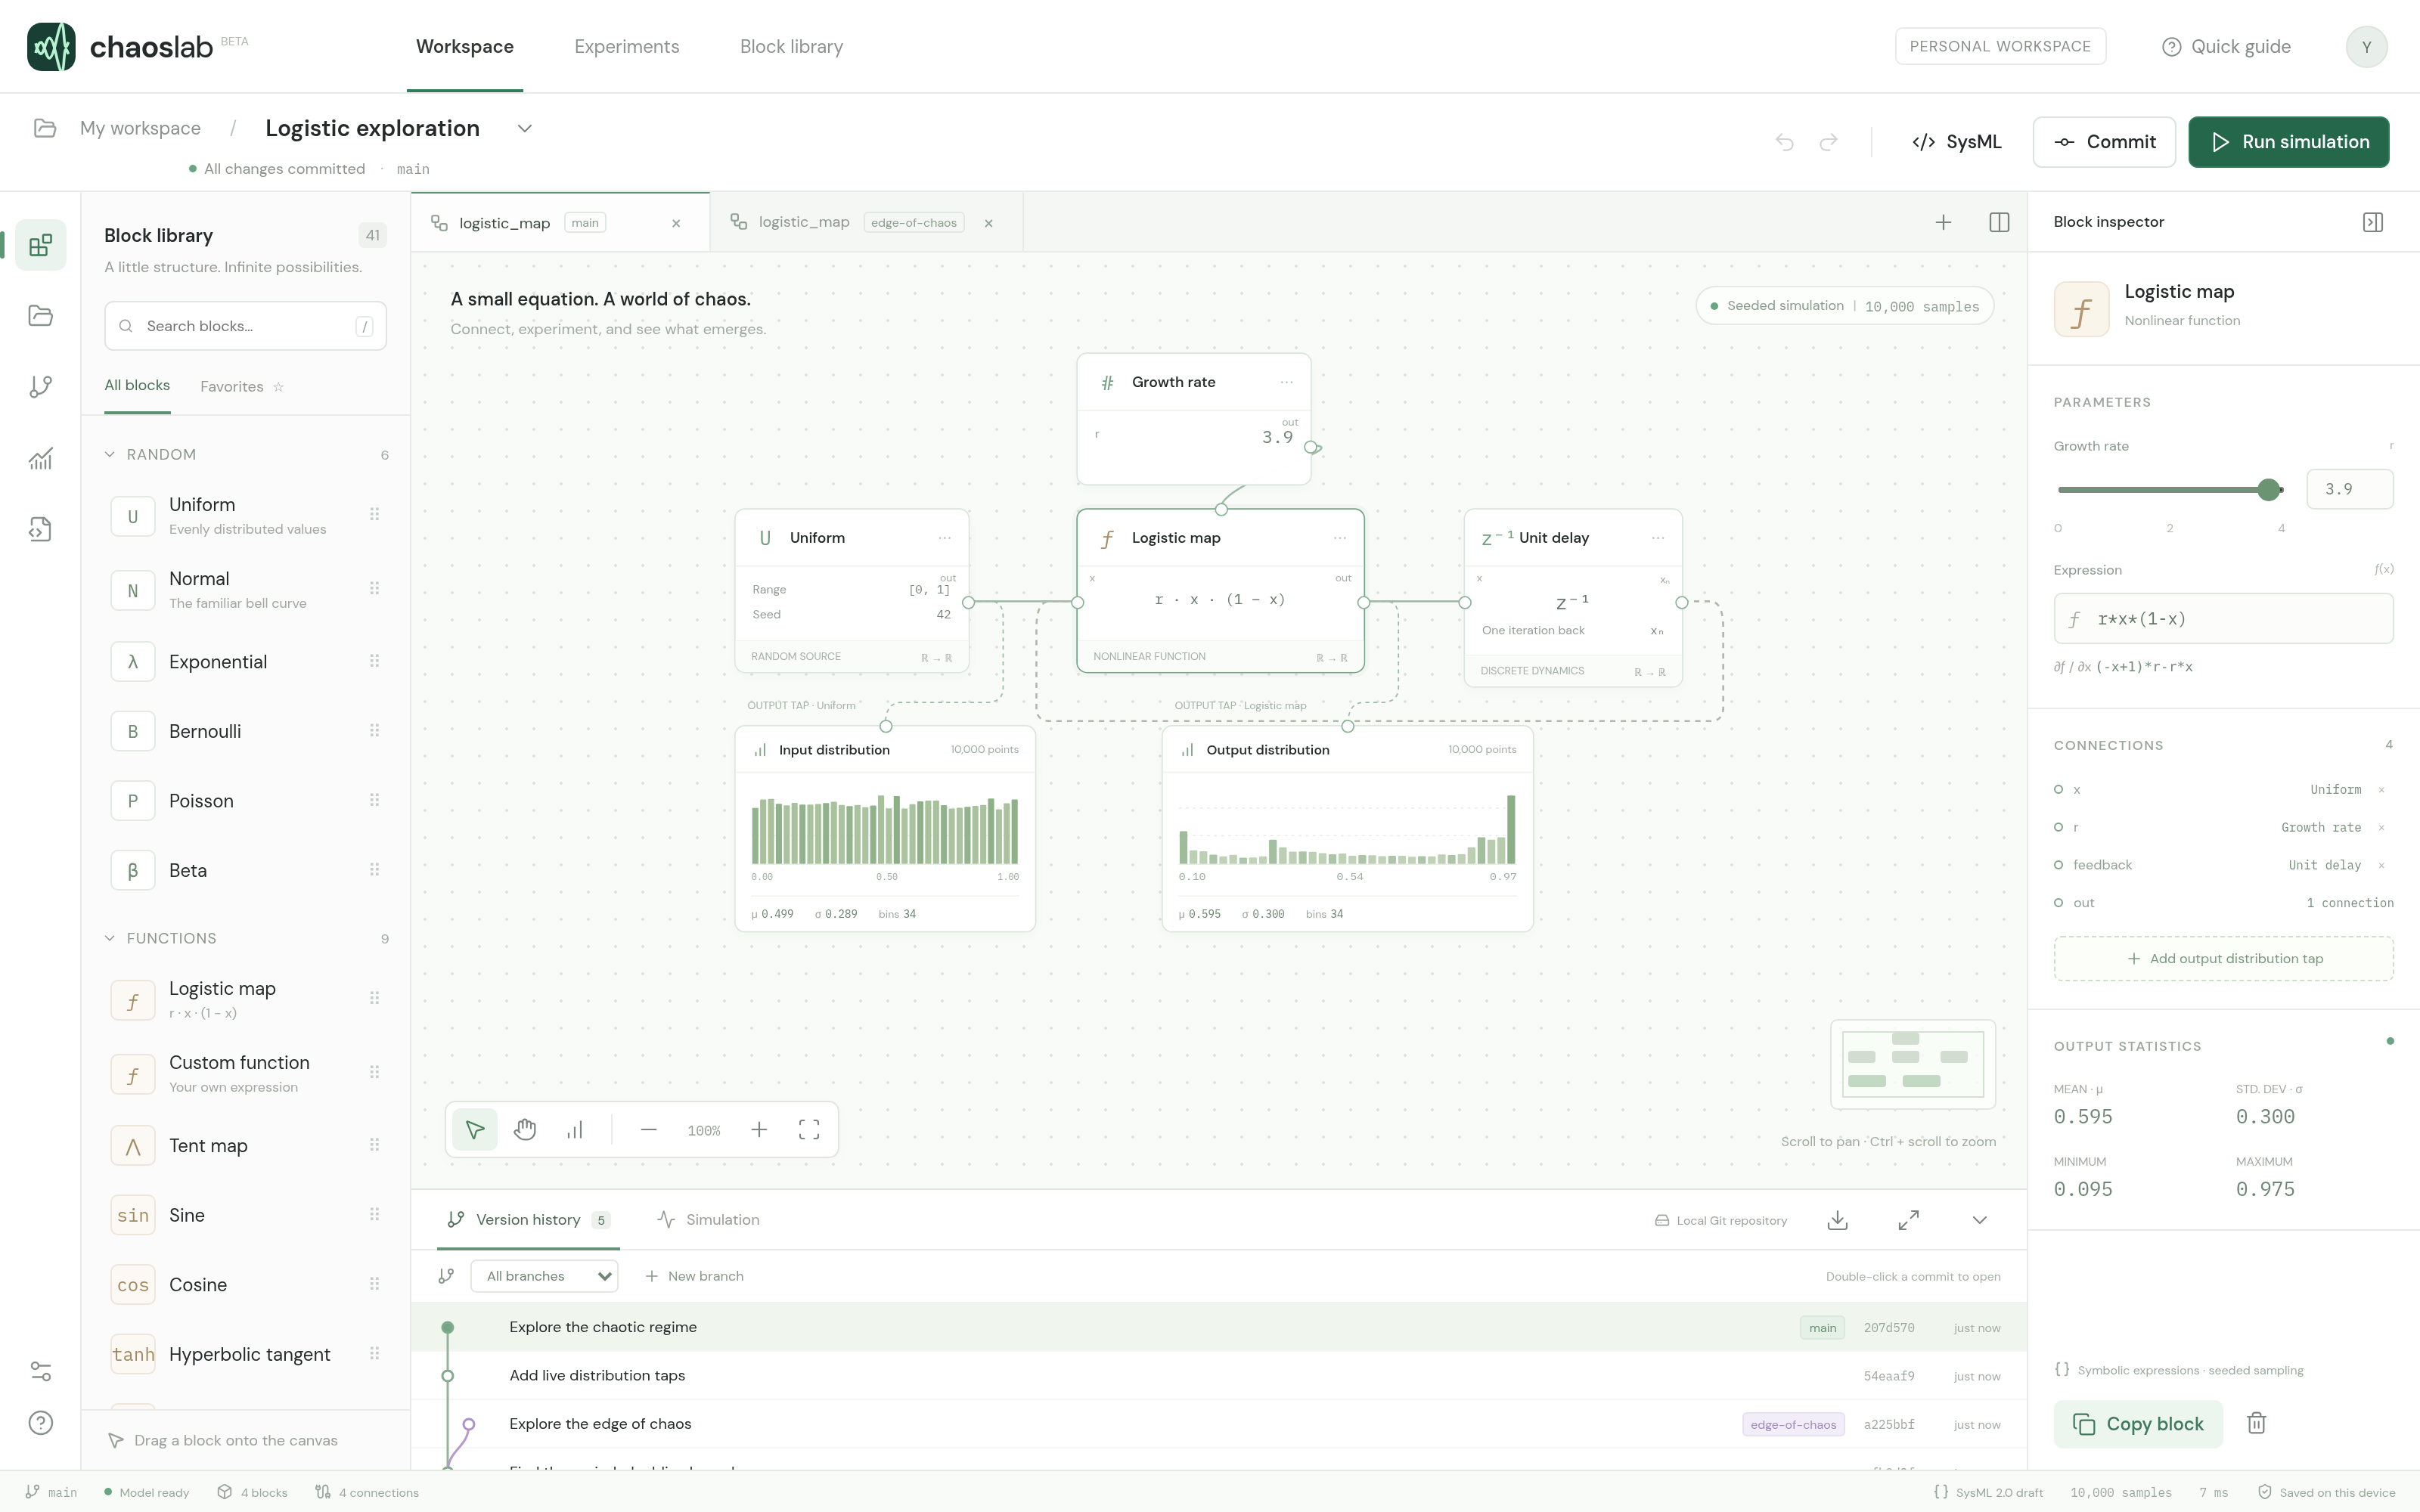 chaoslab BETA
Workspace
Experiments
Block library
PERSONAL WORKSPACE
Quick guide
Y
My workspace / Logistic exploration
All changes committed · main
</> SysML
Commit
Run simulation
Block library 41
A little structure. Infinite possibilities.
Search blocks... /
All blocks
Favorites ☆
RANDOM 6
U Uniform
Evenly distributed values
N Normal
The familiar bell curve
λ Exponential
B Bernoulli
P Poisson
β Beta
FUNCTIONS 9
ƒ Logistic map
r · x · (1 − x)
ƒ Custom function
Your own expression
⋀ Tent map
sin Sine
cos Cosine
tanh Hyperbolic tangent
Drag a block onto the canvas
logistic_map main ×
logistic_map edge-of-chaos ×
A small equation. A world of chaos.
Connect, experiment, and see what emerges.
Seeded simulation | 10,000 samples
# Growth rate ···
out
r 3.9
U Uniform ···
out
Range [0, 1]
Seed 42
RANDOM SOURCE ℝ → ℝ
ƒ Logistic map ···
x out
r · x · (1 − x)
NONLINEAR FUNCTION ℝ → ℝ
z⁻¹ Unit delay ···
x xₙ
z⁻¹
One iteration back xₙ
DISCRETE DYNAMICS ℝ → ℝ
OUTPUT TAP · Uniform
Input distribution 10,000 points
0.00 0.50 1.00
μ 0.499 σ 0.289 bins 34
OUTPUT TAP · Logistic map
Output distribution 10,000 points
0.10 0.54 0.97
μ 0.595 σ 0.300 bins 34
100%
Scroll to pan · Ctrl + scroll to zoom
Version history 5
Simulation
Local Git repository
All branches
New branch
Double-click a commit to open
Explore the chaotic regime main 207d570 just now
Add live distribution taps 54eaaf9 just now
Explore the edge of chaos edge-of-chaos a225bbf just now
Block inspector
ƒ Logistic map
Nonlinear function
PARAMETERS
Growth rate r
3.9
0 2 4
Expression ƒ(x)
ƒ r*x*(1-x)
∂ƒ / ∂x (-x+1)*r-r*x
CONNECTIONS 4
x Uniform ×
r Growth rate ×
feedback Unit delay ×
out 1 connection
+ Add output distribution tap
OUTPUT STATISTICS
MEAN · μ STD. DEV · σ
0.595 0.300
MINIMUM MAXIMUM
0.095 0.975
{} Symbolic expressions · seeded sampling
Copy block
main
Model ready
4 blocks
4 connections
{} SysML 2.0 draft
10,000 samples
7 ms
Saved on this device